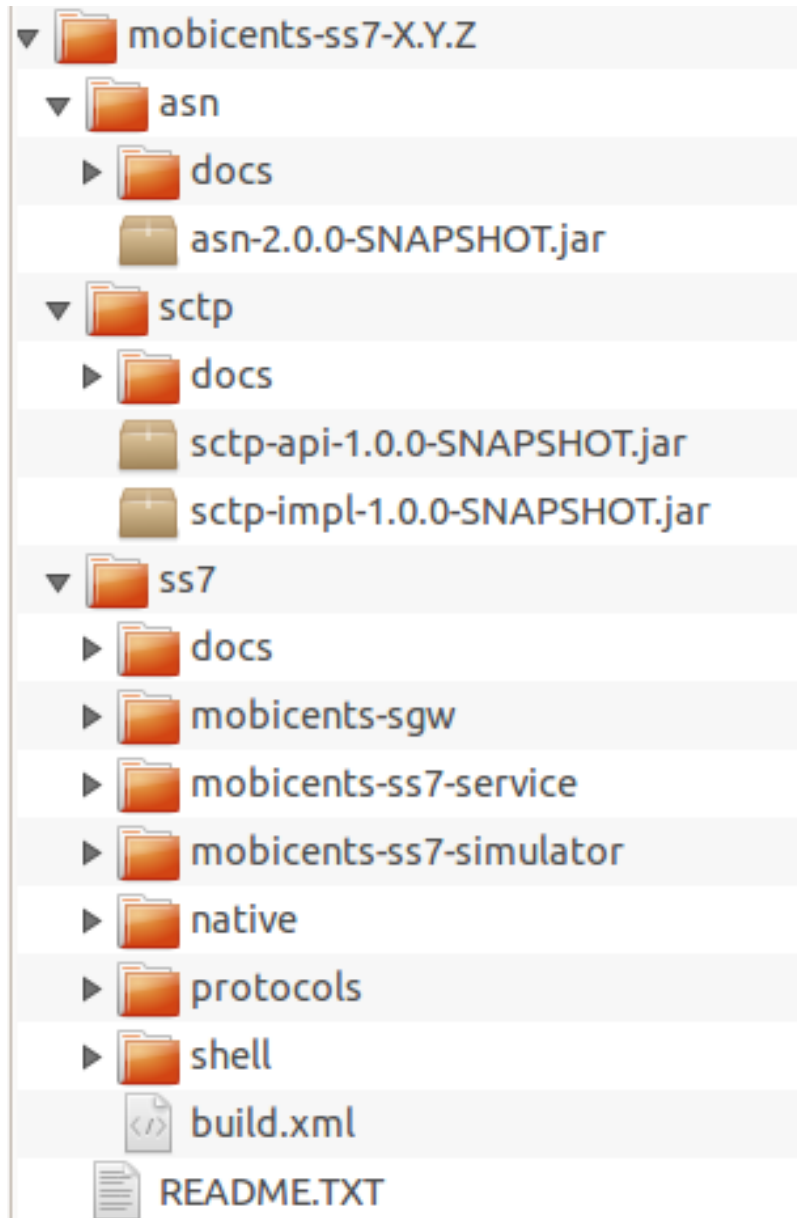 mobicents-ss7-X.Y.Z
asn
docs
asn-2.0.0-SNAPSHOT.jar
sctp
docs
sctp-api-1.0.0-SNAPSHOT.jar
sctp-impl-1.0.0-SNAPSHOT.jar
ss7
docs
mobicents-sgw
mobicents-ss7-service
mobicents-ss7-simulator
native
protocols
shell
build.xml
README.TXT